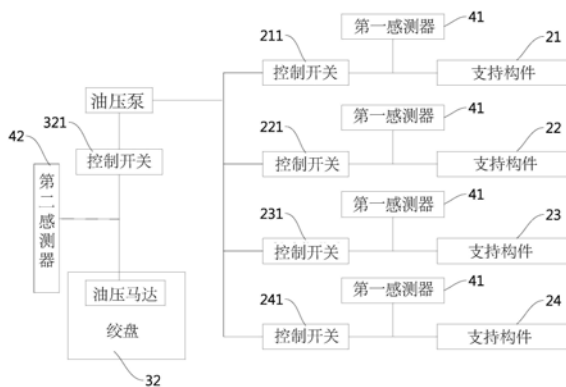 第一感测器
41
211
21
控制开关
支持构件
油压泵
321
42
控制开关
第二感测器
第一感测器
41
221
22
控制开关
支持构件
第一感测器
41
231
23
控制开关
支持构件
油压马达
绞盘
32
第一感测器
41
241
24
控制开关
支持构件